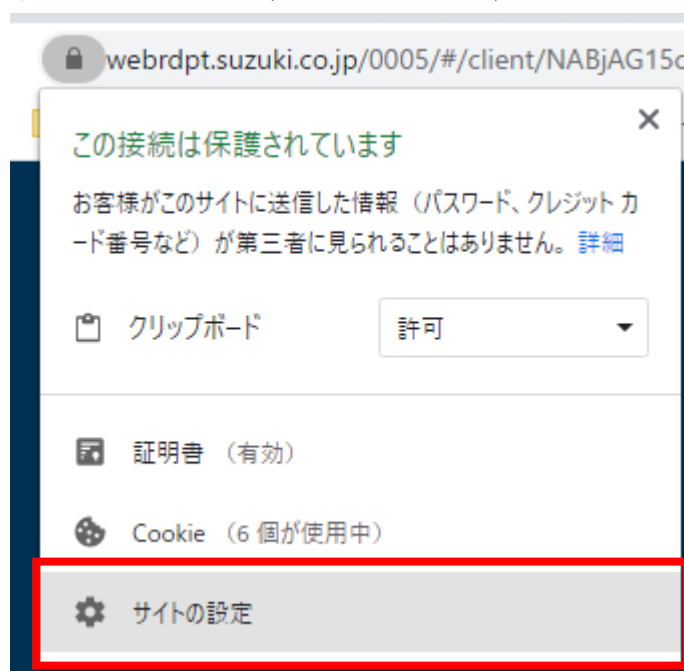 webrdpt.suzuki.co.jp/0005/#/client/NABjAG15
この接続は保護されています
お客様がこのサイトに送信した情報（パスワード、クレジット カ
ード番号など）が第三者に見られることはありません。 詳細
クリップボード 許可
証明書 （有効）
Cookie （6 個が使用中）
サイトの設定